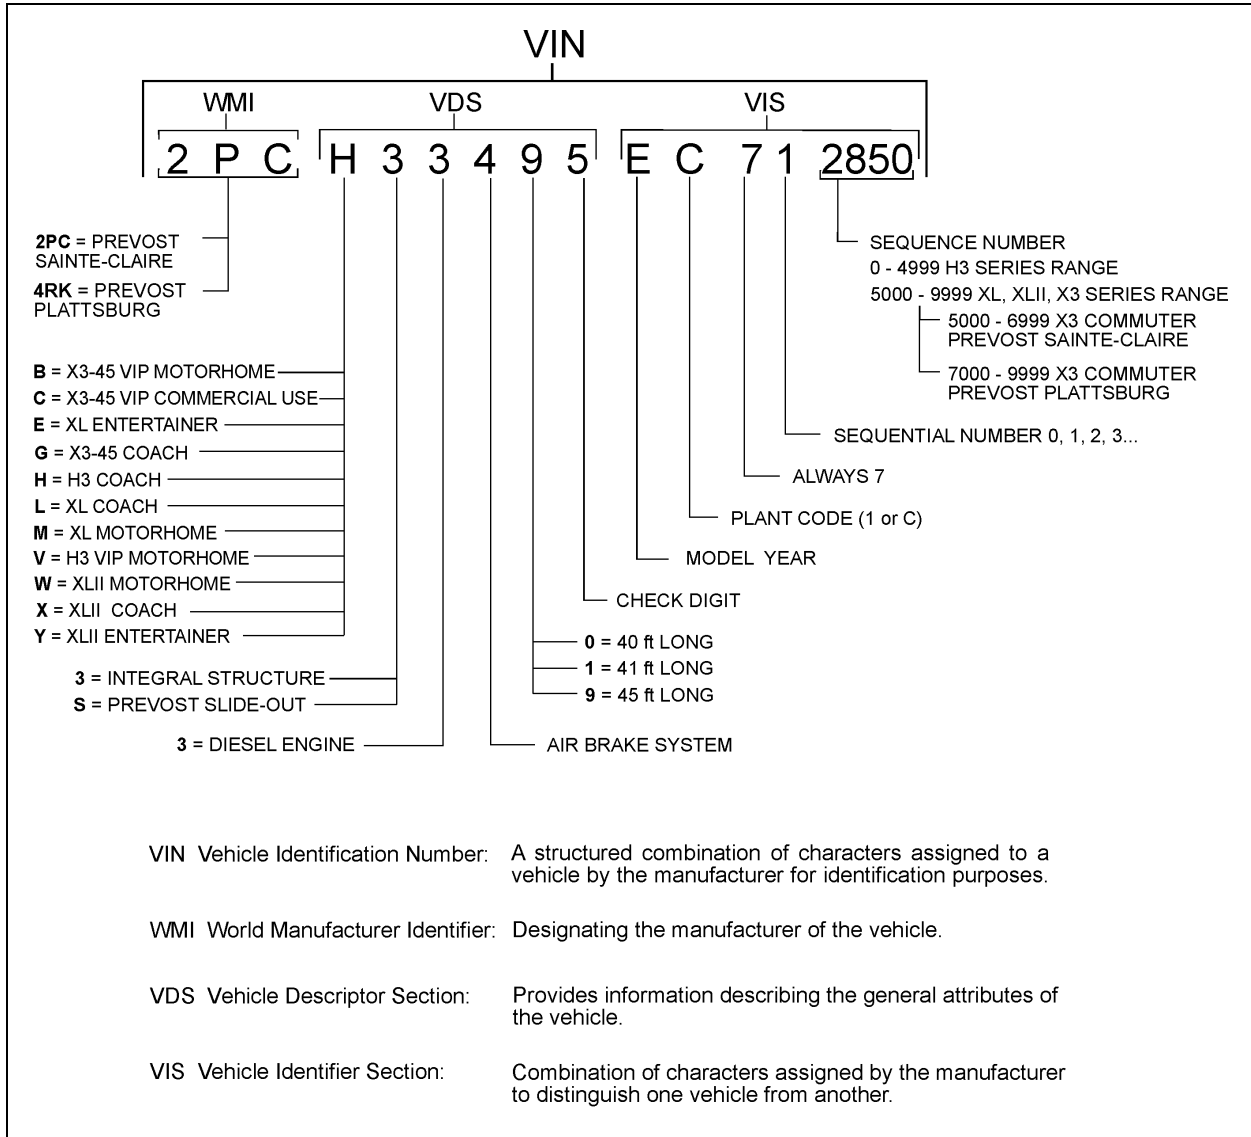 VIN
WMI VDS VIS
2 P C H 3 3 4 9 5 E C 7 1 2850
2PC = PREVOST
SAINTE-CLAIRE
4RK = PREVOST
PLATTSBURG
SEQUENCE NUMBER
0 - 4999 H3 SERIES RANGE
5000 - 9999 XL, XLII, X3 SERIES RANGE
5000 - 6999 X3 COMMUTER
PREVOST SAINTE-CLAIRE
7000 - 9999 X3 COMMUTER
PREVOST PLATTSBURG
B = X3-45 VIP MOTORHOME
C = X3-45 VIP COMMERCIAL USE
E = XL ENTERTAINER
G = X3-45 COACH
H = H3 COACH
L = XL COACH
M = XL MOTORHOME
V = H3 VIP MOTORHOME
W = XLII MOTORHOME
X = XLII COACH
Y = XLII ENTERTAINER
SEQUENTIAL NUMBER 0, 1, 2, 3...
ALWAYS 7
PLANT CODE (1 or C)
MODEL YEAR
CHECK DIGIT
0 = 40 ft LONG
1 = 41 ft LONG
9 = 45 ft LONG
3 = INTEGRAL STRUCTURE
S = PREVOST SLIDE-OUT
3 = DIESEL ENGINE
AIR BRAKE SYSTEM
VIN Vehicle Identification Number: A structured combination of characters assigned to a
vehicle by the manufacturer for identification purposes.
WMI World Manufacturer Identifier: Designating the manufacturer of the vehicle.
VDS Vehicle Descriptor Section: Provides information describing the general attributes of
the vehicle.
VIS Vehicle Identifier Section: Combination of characters assigned by the manufacturer
to distinguish one vehicle from another.